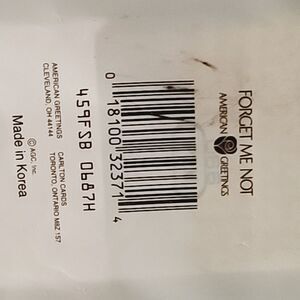 FORGET ME NOT
AMERICAN GREETINGS
0 18100 32371 4
459FSB 0687H
AMERICAN GREETINGS
CLEVELAND, OH 44144
CARLTON CARDS
TORONTO, ONTARIO M8Z 1S7
© AGC, Inc.
Made in Korea